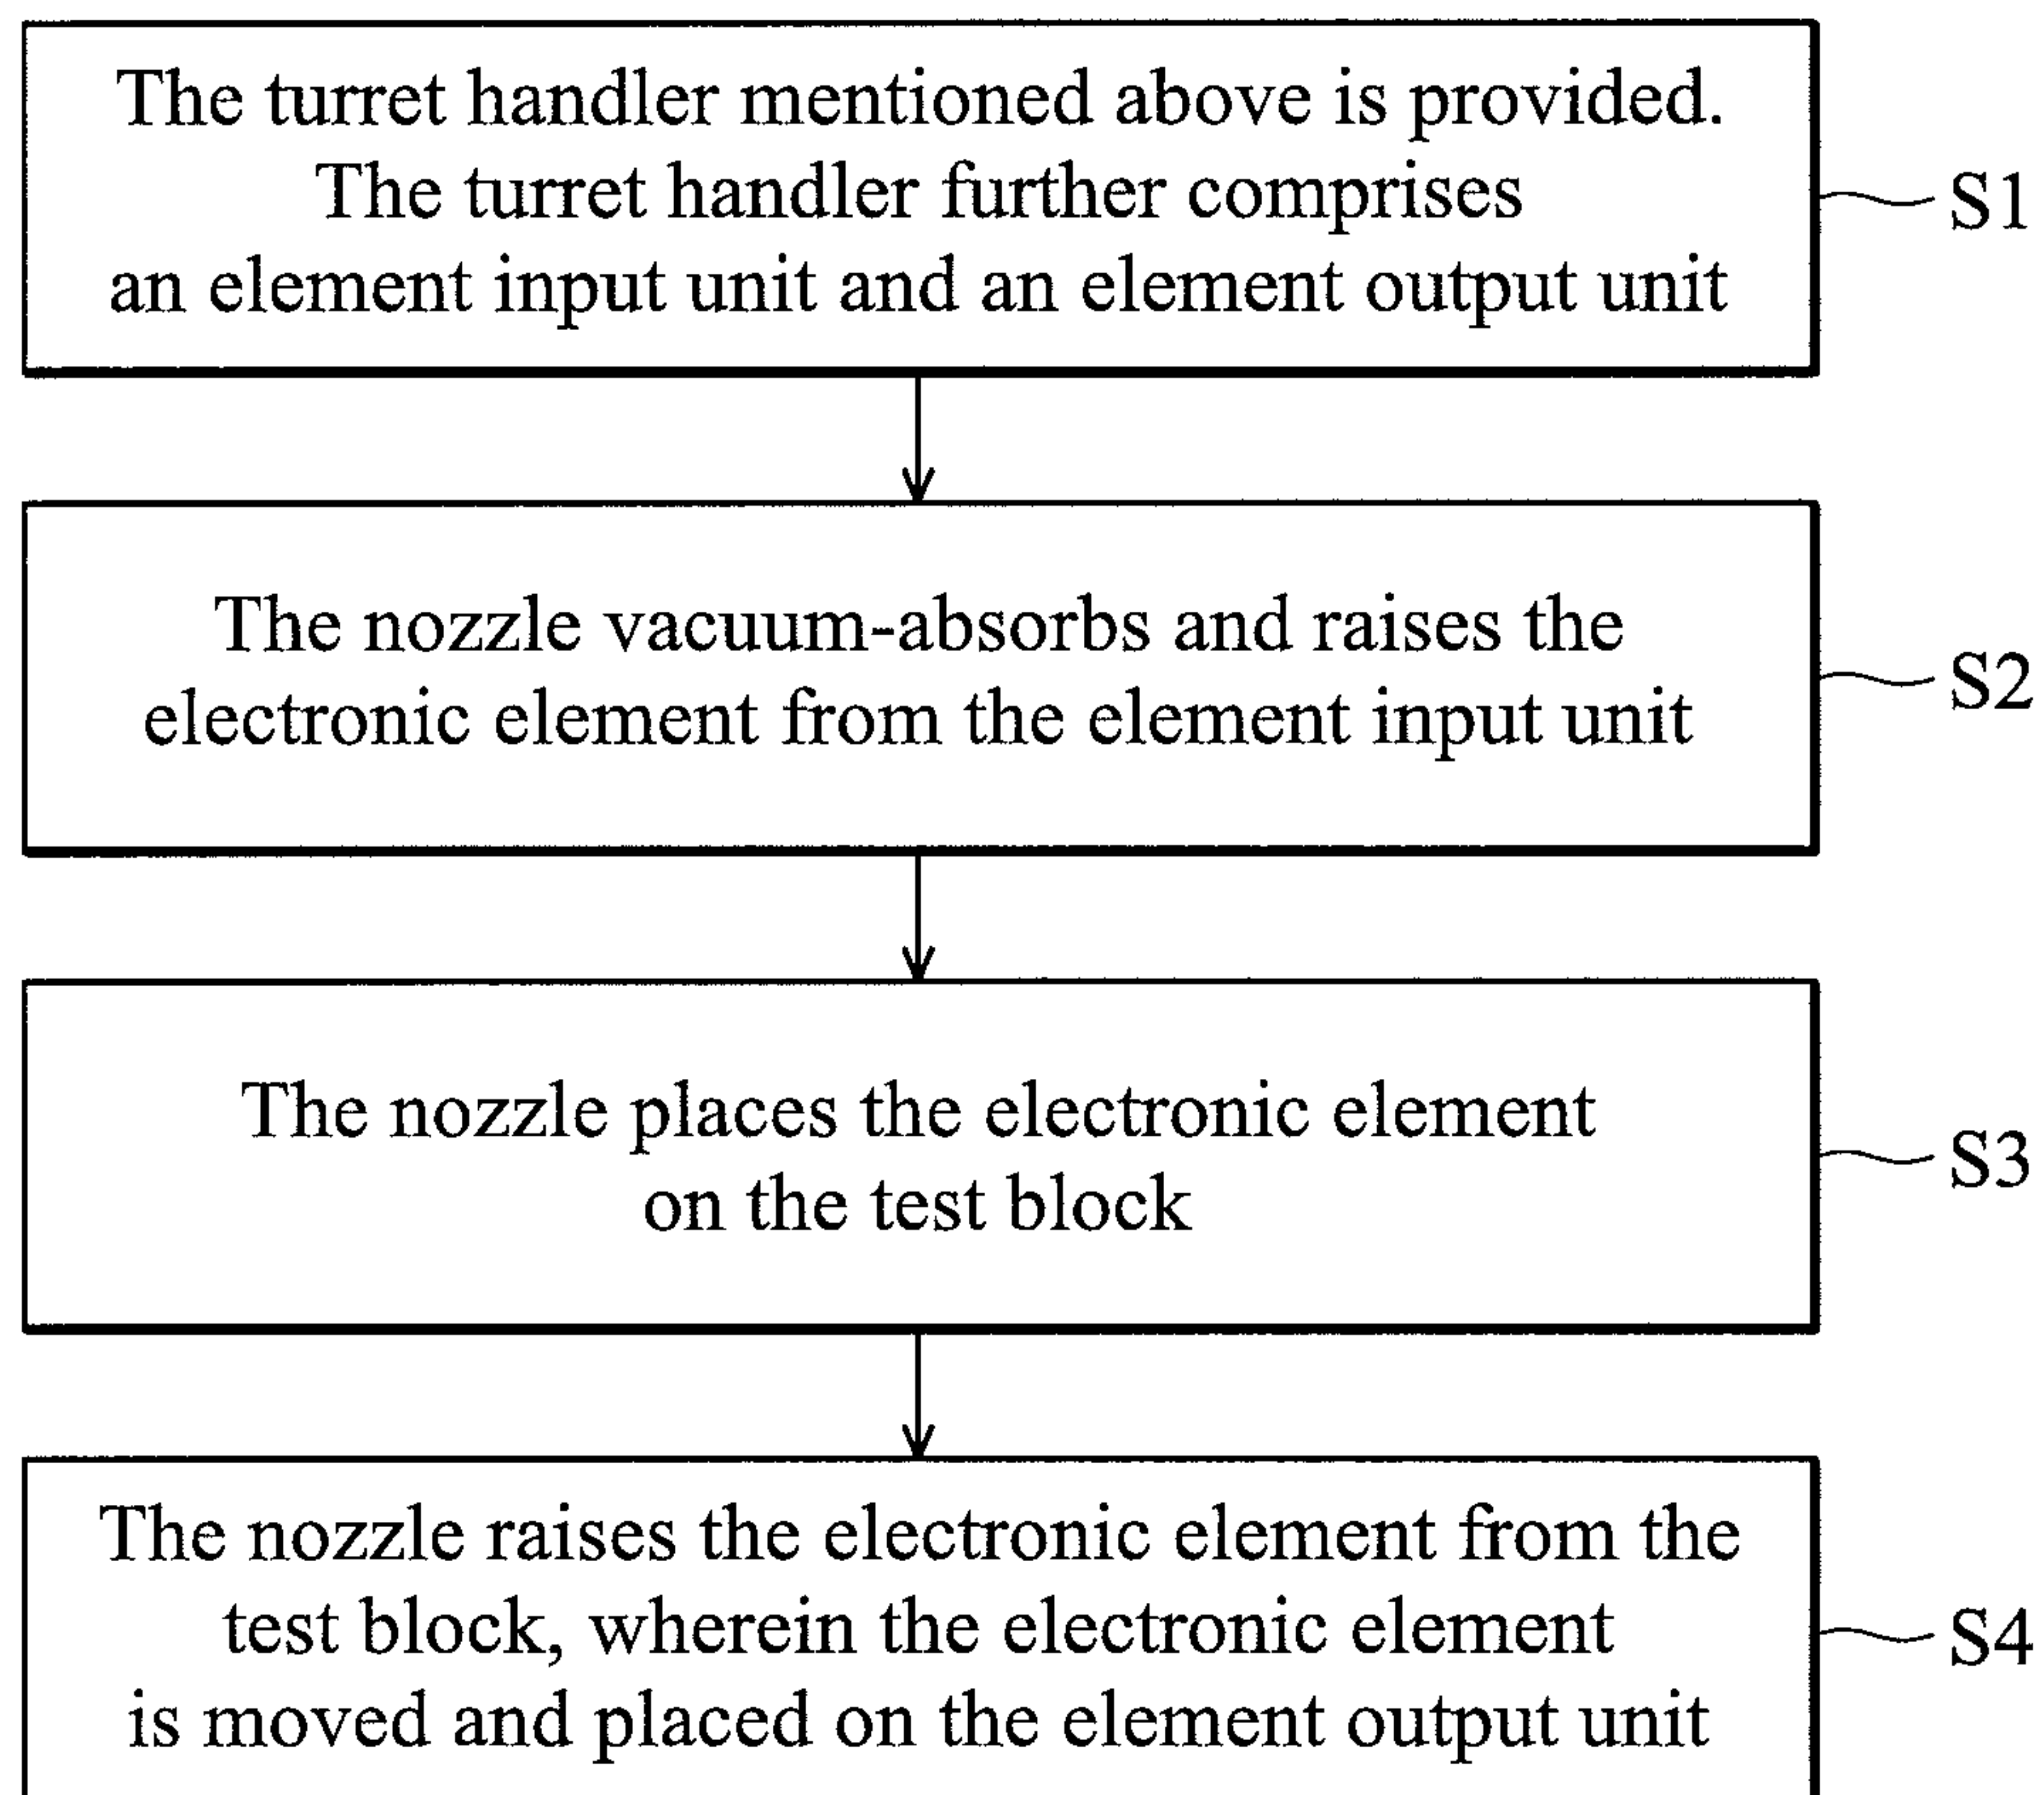 The turret handler mentioned above is provided.
The turret handler further comprises
an element input unit and an element output unit
S1
The nozzle vacuum-absorbs and raises the
electronic element from the element input unit
S2
The nozzle places the electronic element
on the test block
S3
The nozzle raises the electronic element from the
test block, wherein the electronic element
is moved and placed on the element output unit
S4